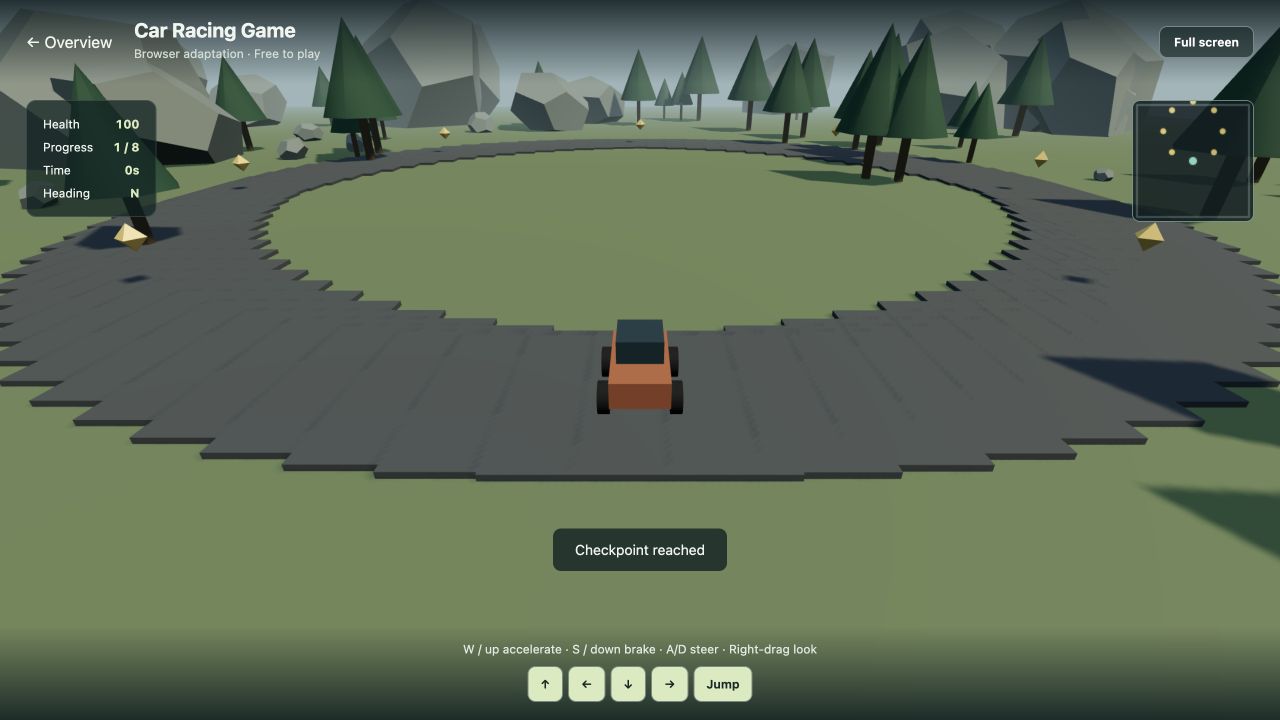 ← Overview
Car Racing Game
Browser adaptation · Free to play
Full screen
Health 100
Progress 1 / 8
Time 0s
Heading N
Checkpoint reached
W / up accelerate · S / down brake · A/D steer · Right-drag look
↑ ← ↓ → Jump